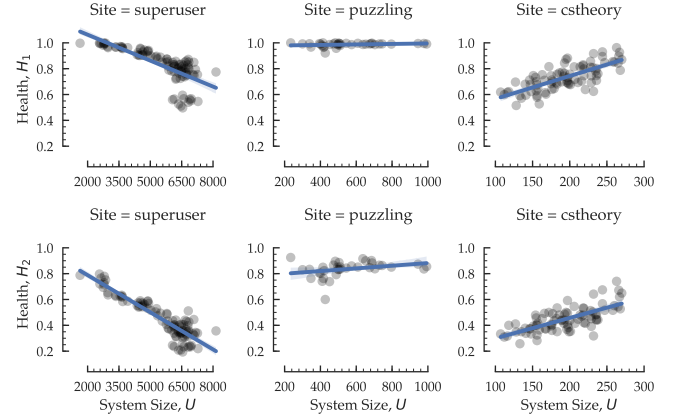 Site = superuser
Site = puzzling
Site = cstheory
Health, H1
1.0
0.8
0.6
0.4
0.2
1.0
0.8
0.6
0.4
0.2
1.0
0.8
0.6
0.4
0.2
2000 3500 5000 6500 8000
200 400 600 800 1000
100 150 200 250 300
Site = superuser
Site = puzzling
Site = cstheory
Health, H2
1.0
0.8
0.6
0.4
0.2
1.0
0.8
0.6
0.4
0.2
1.0
0.8
0.6
0.4
0.2
2000 3500 5000 6500 8000
200 400 600 800 1000
100 150 200 250 300
System Size, U
System Size, U
System Size, U